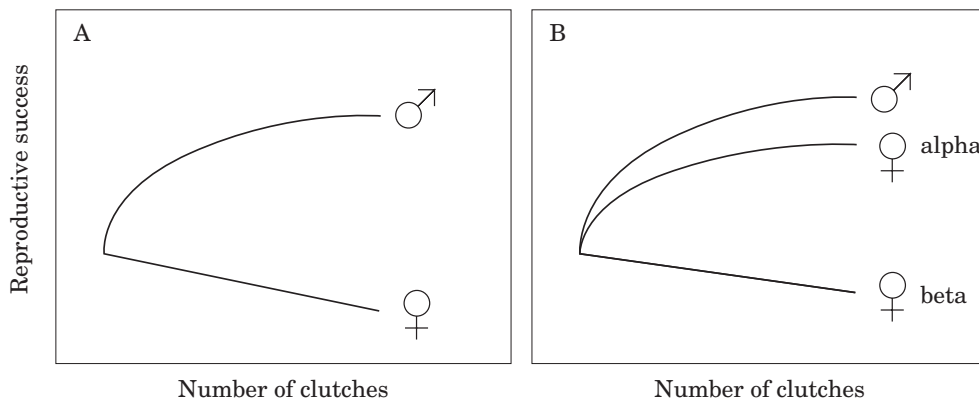 A
B
Reproductive success
♂
♀
♂
♀ alpha
♀ beta
Number of clutches
Number of clutches